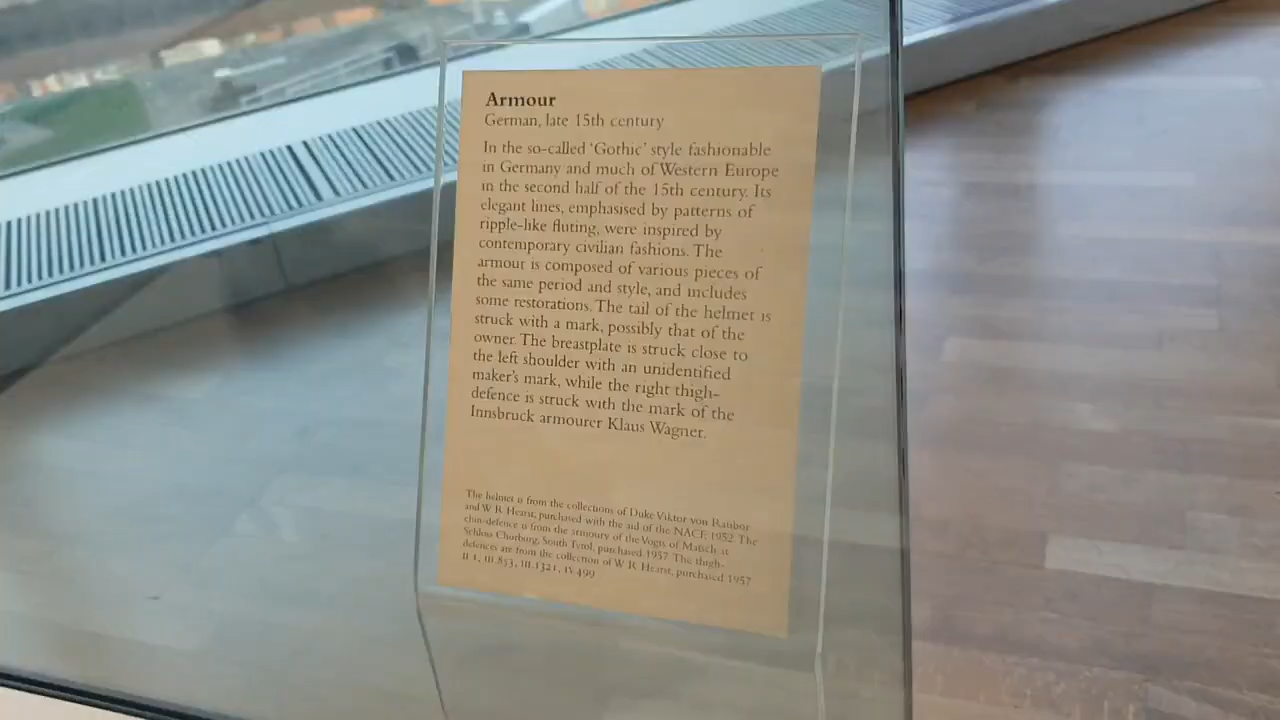 Armour
German, late 15th century
In the so-called 'Gothic' style fashionable
in Germany and much of Western Europe
in the second half of the 15th century. Its
elegant lines, emphasised by patterns of
ripple-like fluting, were inspired by
contemporary civilian fashions. The
armour is composed of various pieces of
the same period and style, and includes
some restorations. The tail of the helmet is
struck with a mark, possibly that of the
owner. The breastplate is struck close to
the left shoulder with an unidentified
maker's mark, while the right thigh-
defence is struck with the mark of the
Innsbruck armourer Klaus Wagner.
The helmet is from the collections of Duke Viktor von Ratibor
and W R Hearst, purchased with the aid of the NACF, 1952. The
chin-defence is from the armoury of the Vogts of Matsch at
Schloss Churburg, South Tyrol, purchased 1957. The thigh-
defences are from the collection of W R Hearst, purchased 1957
II.1, III.853, III.1321, IV.499